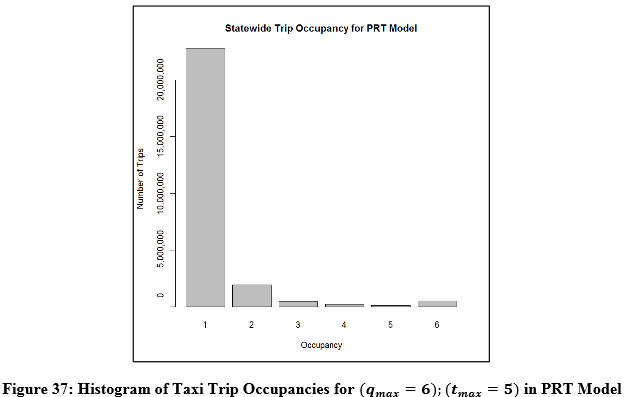 Statewide Trip Occupancy for PRT Model
Number of Trips
20,000,000
15,000,000
10,000,000
5,000,000
0
1 2 3 4 5 6
Occupancy
Figure 37: Histogram of Taxi Trip Occupancies for (q_max = 6); (t_max = 5) in PRT Model